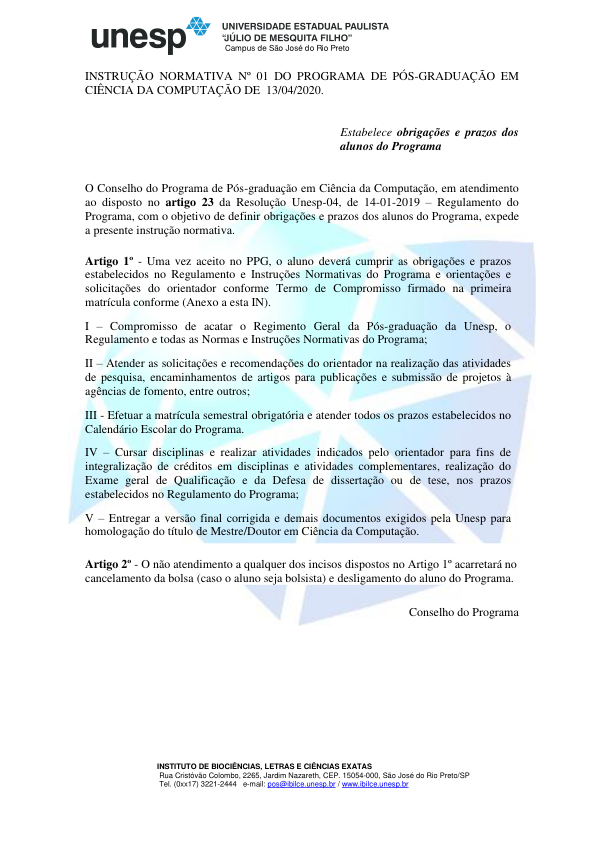 unesp
UNIVERSIDADE ESTADUAL PAULISTA
“JÚLIO DE MESQUITA FILHO”
Campus de São José do Rio Preto
INSTRUÇÃO NORMATIVA Nº 01 DO PROGRAMA DE PÓS-GRADUAÇÃO EM
CIÊNCIA DA COMPUTAÇÃO DE 13/04/2020.
Estabelece obrigações e prazos dos
alunos do Programa
O Conselho do Programa de Pós-graduação em Ciência da Computação, em atendimento
ao disposto no artigo 23 da Resolução Unesp-04, de 14-01-2019 – Regulamento do
Programa, com o objetivo de definir obrigações e prazos dos alunos do Programa, expede
a presente instrução normativa.
Artigo 1º - Uma vez aceito no PPG, o aluno deverá cumprir as obrigações e prazos
estabelecidos no Regulamento e Instruções Normativas do Programa e orientações e
solicitações do orientador conforme Termo de Compromisso firmado na primeira
matrícula conforme (Anexo a esta IN).
I – Compromisso de acatar o Regimento Geral da Pós-graduação da Unesp, o
Regulamento e todas as Normas e Instruções Normativas do Programa;
II – Atender as solicitações e recomendações do orientador na realização das atividades
de pesquisa, encaminhamentos de artigos para publicações e submissão de projetos à
agências de fomento, entre outros;
III - Efetuar a matrícula semestral obrigatória e atender todos os prazos estabelecidos no
Calendário Escolar do Programa.
IV – Cursar disciplinas e realizar atividades indicados pelo orientador para fins de
integralização de créditos em disciplinas e atividades complementares, realização do
Exame geral de Qualificação e da Defesa de dissertação ou de tese, nos prazos
estabelecidos no Regulamento do Programa;
V – Entregar a versão final corrigida e demais documentos exigidos pela Unesp para
homologação do título de Mestre/Doutor em Ciência da Computação.
Artigo 2º - O não atendimento a qualquer dos incisos dispostos no Artigo 1º acarretará no
cancelamento da bolsa (caso o aluno seja bolsista) e desligamento do aluno do Programa.
Conselho do Programa
INSTITUTO DE BIOCIÊNCIAS, LETRAS E CIÊNCIAS EXATAS
Rua Cristóvão Colombo, 2265, Jardim Nazareth, CEP. 15054-000, São José do Rio Preto/SP
Tel. (0xx17) 3221-2444 e-mail: pos@ibilce.unesp.br / www.ibilce.unesp.br